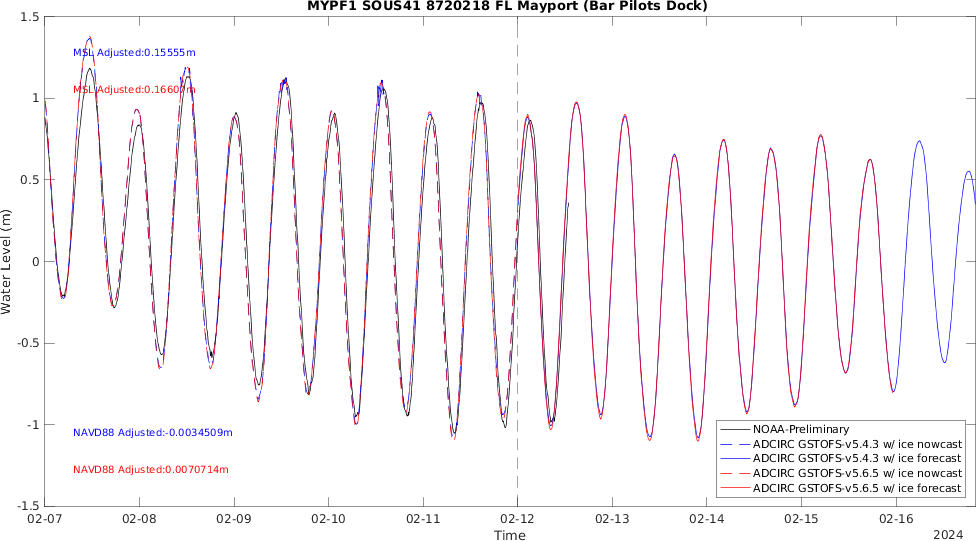 MYPF1 SOUS41 8720218 FL Mayport (Bar Pilots Dock)
1.5
1
0.5
0
-0.5
-1
-1.5
Water Level (m)
MSL Adjusted:0.15555m
MSL Adjusted:0.16607m
NAVD88 Adjusted:-0.0034509m
NAVD88 Adjusted:0.0070714m
NOAA-Preliminary
ADCIRC GSTOFS-v5.4.3 w/ ice nowcast
ADCIRC GSTOFS-v5.4.3 w/ ice forecast
ADCIRC GSTOFS-v5.6.5 w/ ice nowcast
ADCIRC GSTOFS-v5.6.5 w/ ice forecast
02-07 02-08 02-09 02-10 02-11 02-12 02-13 02-14 02-15 02-16
Time
2024